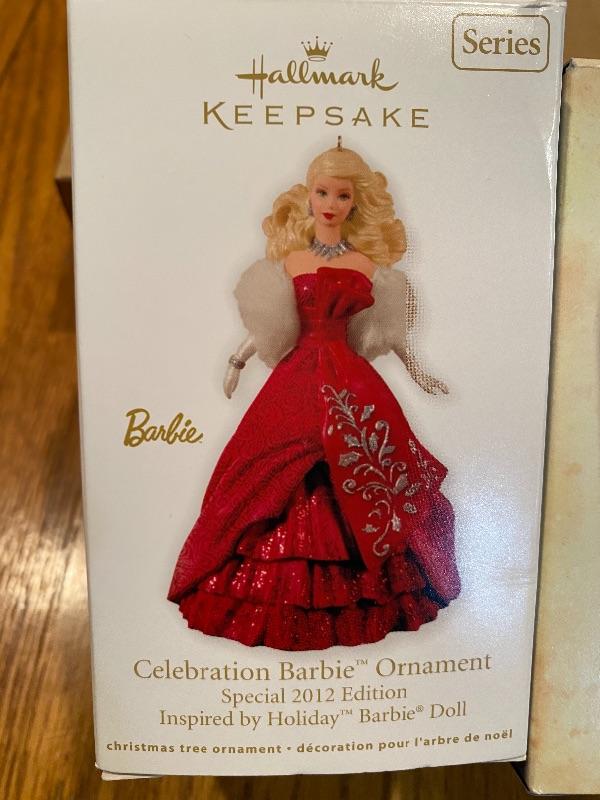 Series
Hallmark
KEEPSAKE
Barbie
Celebration Barbie™ Ornament
Special 2012 Edition
Inspired by Holiday™ Barbie® Doll
christmas tree ornament • décoration pour l'arbre de noël